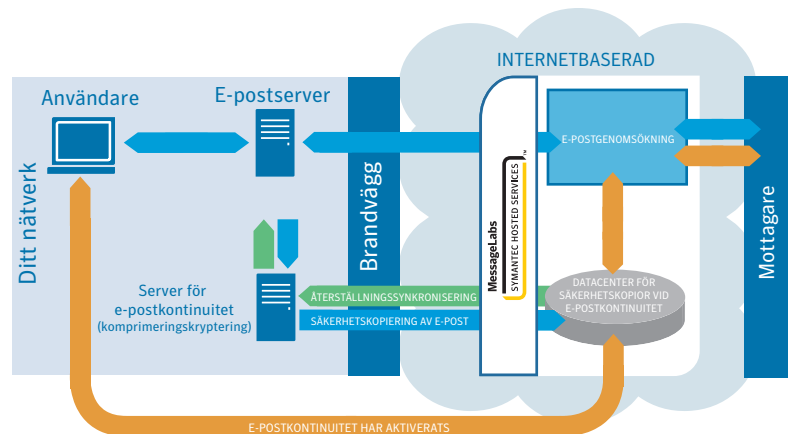 INTERNETBASERAD
Användare
E-postserver
E-POSTGENOMSÖKNING
Ditt nätverk
Brandvägg
MessageLabs
SYMANTEC HOSTED SERVICES
™
Mottagare
Server för
e-postkontinuitet
(komprimeringskryptering)
ÅTERSTÄLLNINGSSYNKRONISERING
SÄKERHETSKOPIERING AV E-POST
DATACENTER FÖR
SÄKERHETSKOPIOR VID
E-POSTKONTINUITET
E-POSTKONTINUITET HAR AKTIVERATS